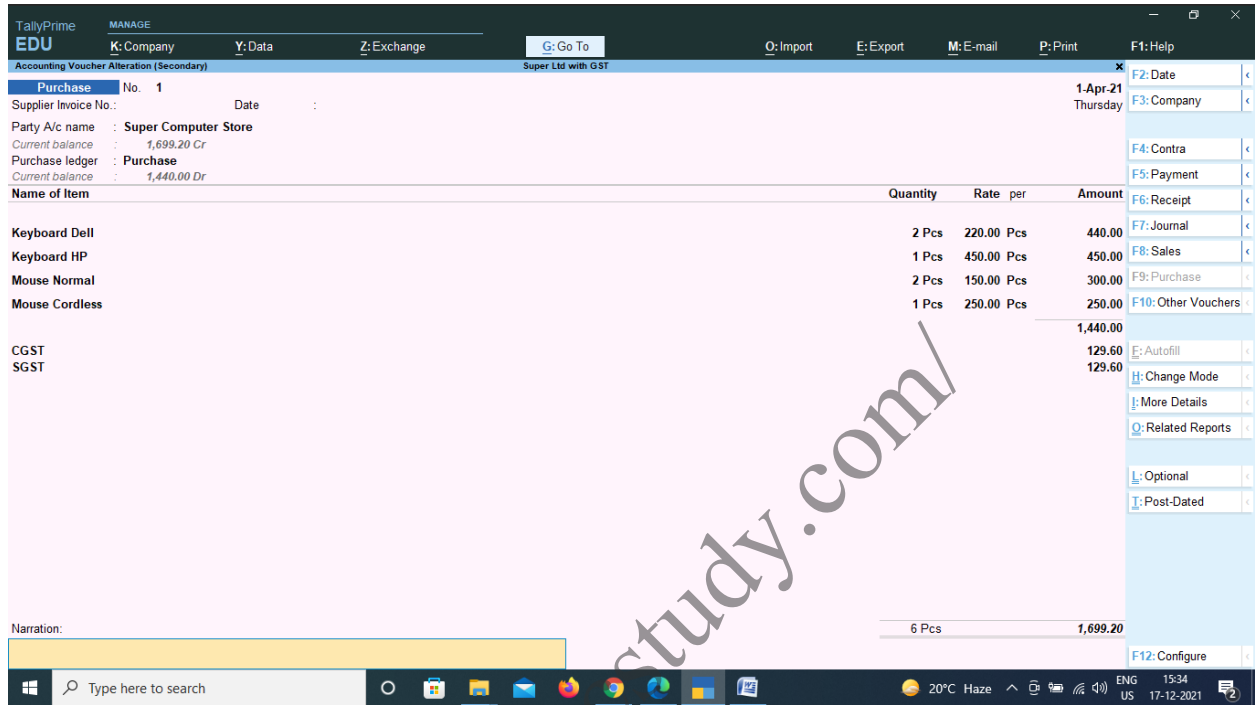 TallyPrime MANAGE
EDU K: Company Y: Data Z: Exchange G: Go To O: Import E: Export M: E-mail P: Print F1: Help
Accounting Voucher Alteration (Secondary) Super Ltd with GST
Purchase No. 1 1-Apr-21
Supplier Invoice No.: Date : Thursday
Party A/c name : Super Computer Store
Current balance : 1,699.20 Cr
Purchase ledger : Purchase
Current balance : 1,440.00 Dr
Name of Item Quantity Rate per Amount
Keyboard Dell 2 Pcs 220.00 Pcs 440.00
Keyboard HP 1 Pcs 450.00 Pcs 450.00
Mouse Normal 2 Pcs 150.00 Pcs 300.00
Mouse Cordless 1 Pcs 250.00 Pcs 250.00
1,440.00
CGST 129.60
SGST 129.60
Narration: 6 Pcs 1,699.20
F2: Date
F3: Company
F4: Contra
F5: Payment
F6: Receipt
F7: Journal
F8: Sales
F9: Purchase
F10: Other Vouchers
F: Autofill
H: Change Mode
I: More Details
O: Related Reports
L: Optional
T: Post-Dated
F12: Configure
study.com/
Type here to search 20°C Haze ENG 15:34
US 17-12-2021 2